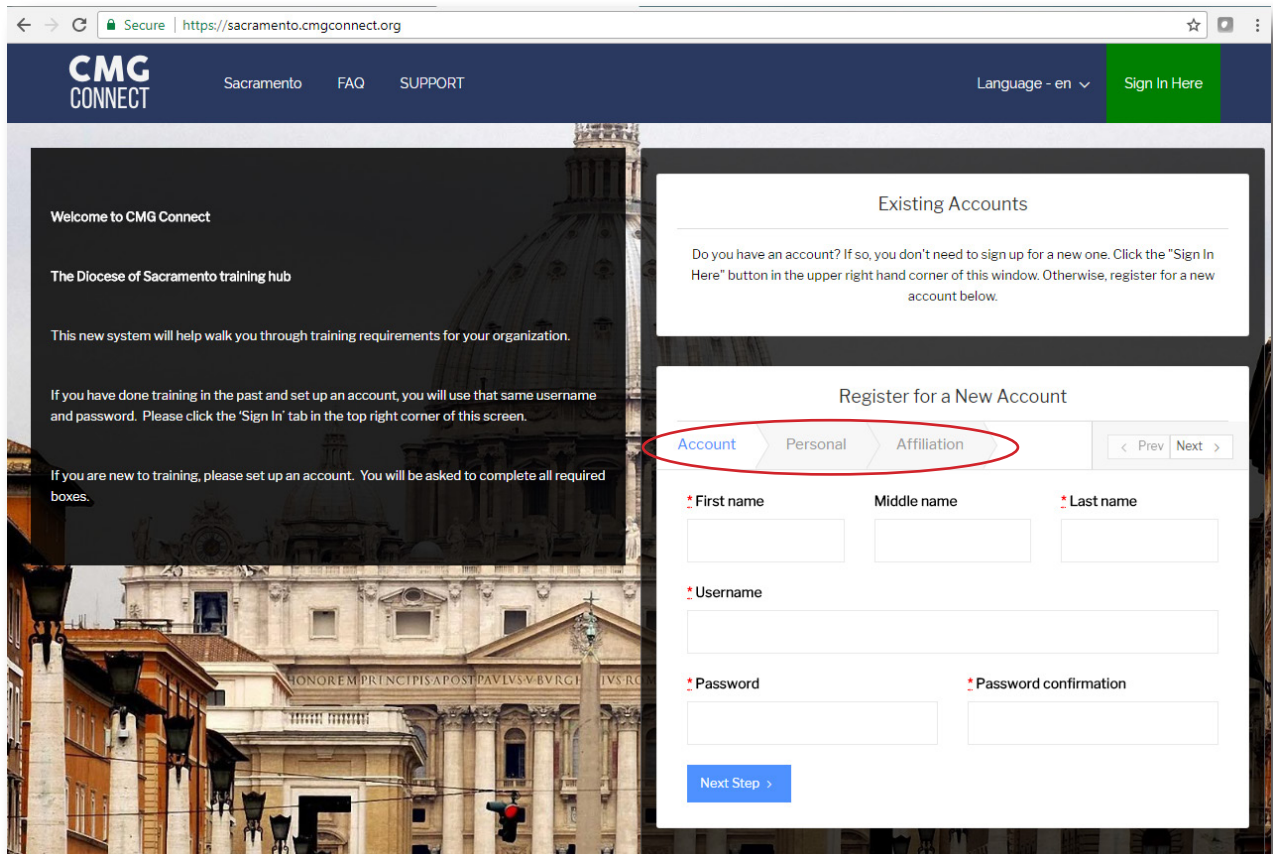 Secure | https://sacramento.cmgconnect.org
CMG
CONNECT
Sacramento FAQ SUPPORT
Language - en
Sign In Here
Welcome to CMG Connect
The Diocese of Sacramento training hub
This new system will help walk you through training requirements for your organization.
If you have done training in the past and set up an account, you will use that same username
and password. Please click the ‘Sign In’ tab in the top right corner of this screen.
If you are new to training, please set up an account. You will be asked to complete all required
boxes.
Existing Accounts
Do you have an account? If so, you don't need to sign up for a new one. Click the "Sign In
Here" button in the upper right hand corner of this window. Otherwise, register for a new
account below.
Register for a New Account
Account Personal Affiliation
< Prev Next >
* First name Middle name * Last name
* Username
* Password * Password confirmation
Next Step >
HONOREM PRINCIPIS APOST PAVLVS V BVRGH